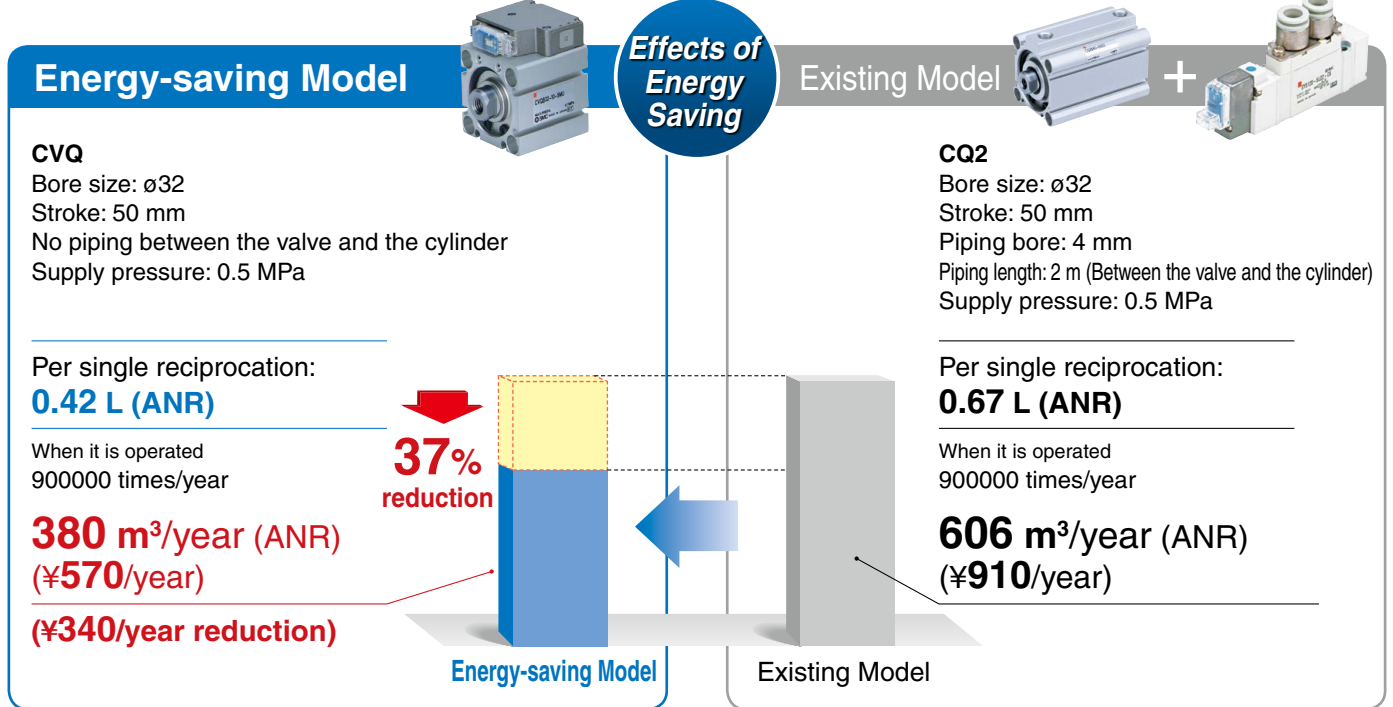 Energy-saving Model
Effects of
Energy
Saving
Existing Model
+
CVQ
Bore size: ø32
Stroke: 50 mm
No piping between the valve and the cylinder
Supply pressure: 0.5 MPa
Per single reciprocation:
0.42 L (ANR)
When it is operated
900000 times/year
380 m³/year (ANR)
(¥570/year)
(¥340/year reduction)
37%
reduction
Energy-saving Model
Existing Model
CQ2
Bore size: ø32
Stroke: 50 mm
Piping bore: 4 mm
Piping length: 2 m (Between the valve and the cylinder)
Supply pressure: 0.5 MPa
Per single reciprocation:
0.67 L (ANR)
When it is operated
900000 times/year
606 m³/year (ANR)
(¥910/year)